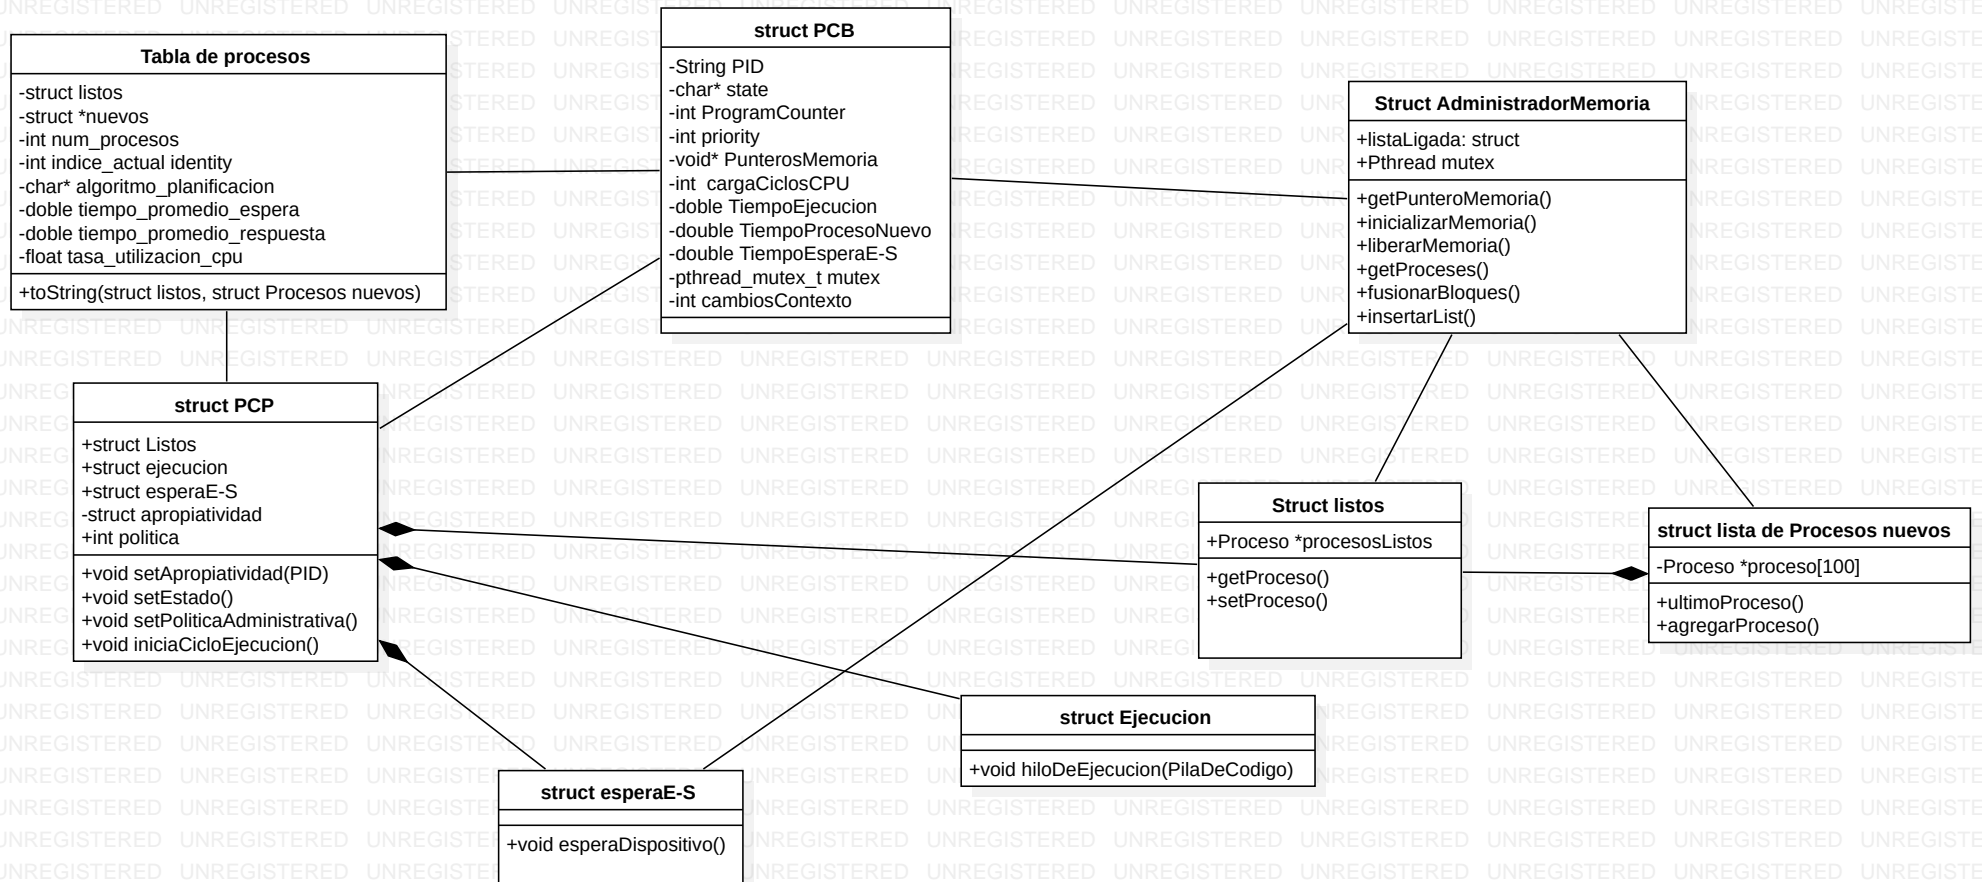 Tabla de procesos
-struct listos
-struct *nuevos
-int num_procesos
-int indice_actual identity
-char* algoritmo_planificacion
-doble tiempo_promedio_espera
-doble tiempo_promedio_respuesta
-float tasa_utilizacion_cpu
+toString(struct listos, struct Procesos nuevos)
struct PCB
-String PID
-char* state
-int ProgramCounter
-int priority
-void* PunterosMemoria
-int cargaCiclosCPU
-doble TiempoEjecucion
-double TiempoProcesoNuevo
-double TiempoEsperaE-S
-pthread_mutex_t mutex
-int cambiosContexto
Struct AdministradorMemoria
+listaLigada: struct
+Pthread mutex
+getPunteroMemoria()
+inicializarMemoria()
+liberarMemoria()
+getProceses()
+fusionarBloques()
+insertarList()
struct PCP
+struct Listos
+struct ejecucion
+struct esperaE-S
-struct apropiatividad
+int politica
+void setApropiatividad(PID)
+void setEstado()
+void setPoliticaAdministrativa()
+void iniciaCicloEjecucion()
Struct listos
+Proceso *procesosListos
+getProceso()
+setProceso()
struct lista de Procesos nuevos
-Proceso *proceso[100]
+ultimoProceso()
+agregarProceso()
struct Ejecucion
+void hiloDeEjecucion(PilaDeCodigo)
struct esperaE-S
+void esperaDispositivo()
UNREGISTERED